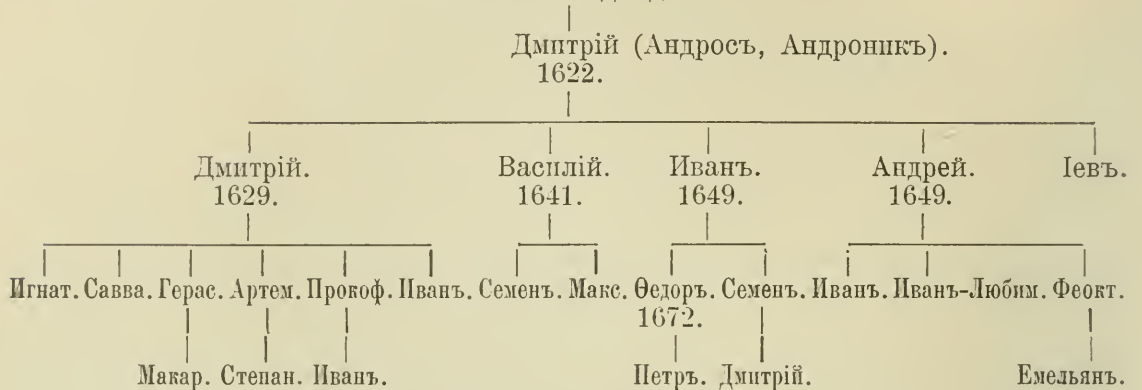 Дмитрій (Андросъ, Андроникъ).
1622.
Дмитрій. Василій. Иванъ. Андрей. Іевъ.
1629. 1641. 1649. 1649.
Игнат. Савва. Герас. Артем. Прокоф. Иванъ. Семенъ. Макс. Ѳедоръ. Семенъ. Иванъ. Иванъ-Любим. Феокт.
1672.
Макар. Степан. Иванъ. Петръ. Дмитрій. Емельянъ.